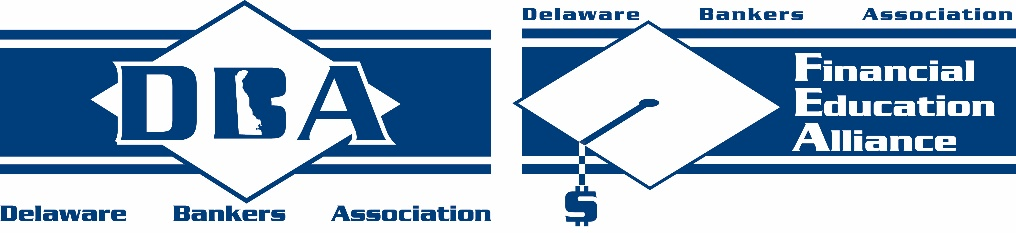 DBA
Delaware Bankers Association
Delaware Bankers Association
Financial
Education
Alliance
$